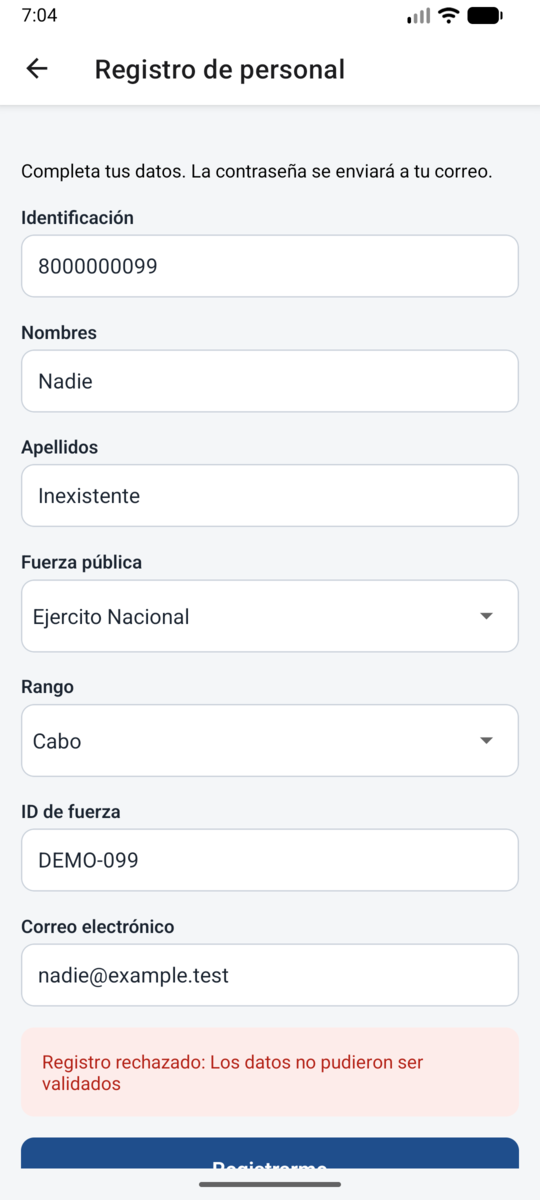 7:04
Registro de personal
Completa tus datos. La contraseña se enviará a tu correo.
Identificación
8000000099
Nombres
Nadie
Apellidos
Inexistente
Fuerza pública
Ejercito Nacional
Rango
Cabo
ID de fuerza
DEMO-099
Correo electrónico
nadie@example.test
Registro rechazado: Los datos no pudieron ser
validados
Registrarme